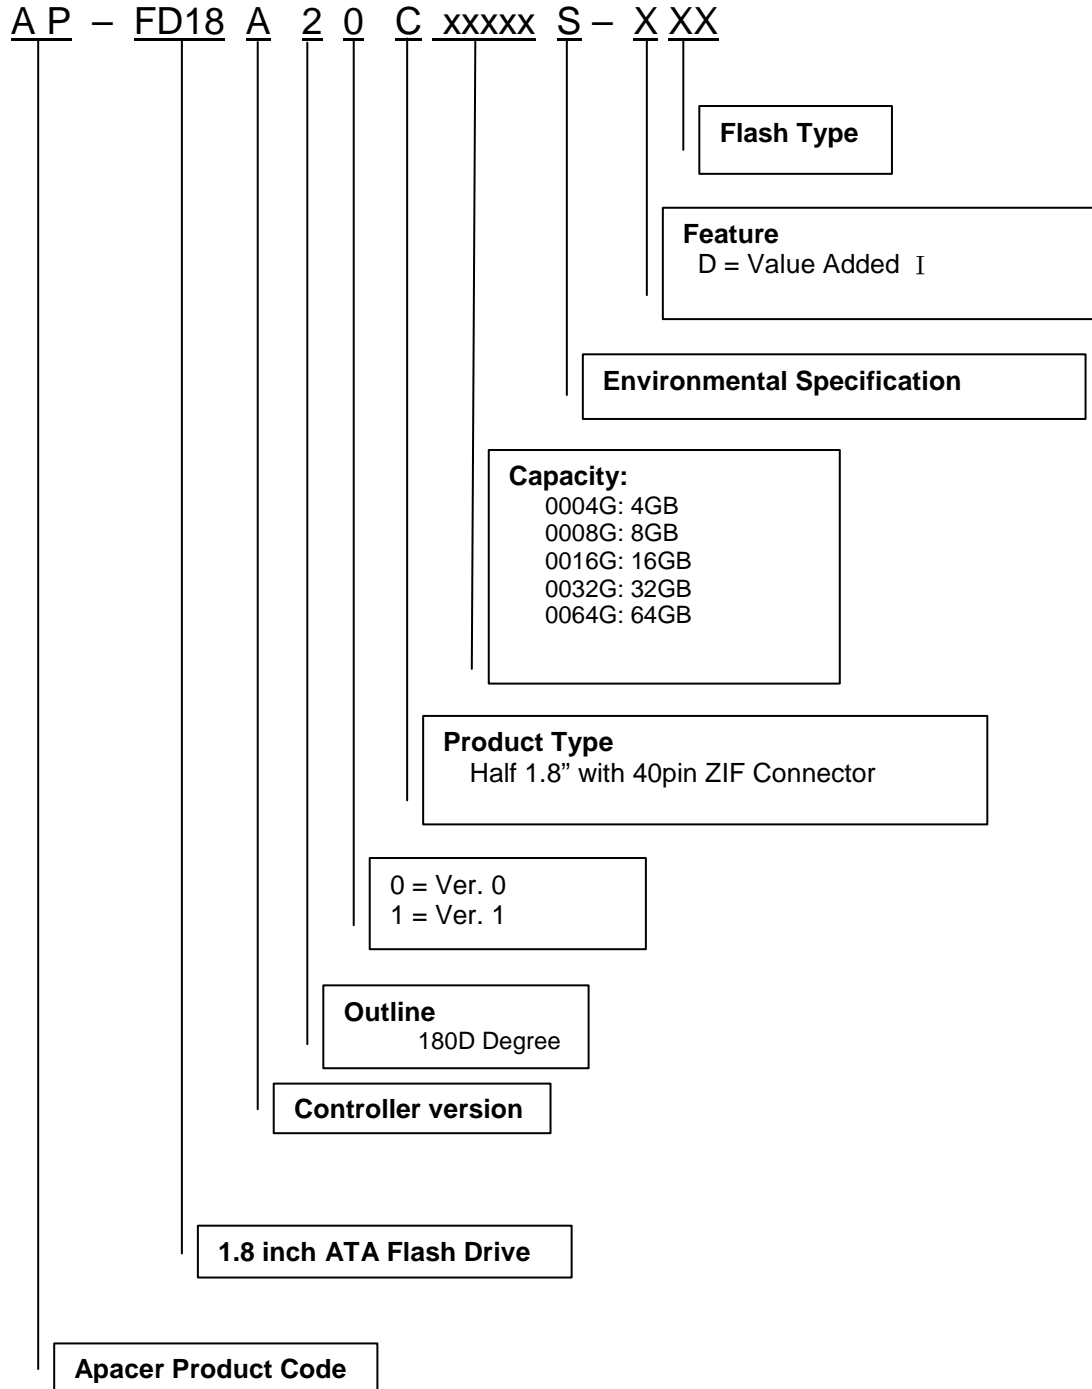 A P – FD18 A 2 0 C xxxxx S – X XX
Flash Type
Feature
D = Value Added I
Environmental Specification
Capacity:
0004G: 4GB
0008G: 8GB
0016G: 16GB
0032G: 32GB
0064G: 64GB
Product Type
Half 1.8” with 40pin ZIF Connector
0 = Ver. 0
1 = Ver. 1
Outline
180D Degree
Controller version
1.8 inch ATA Flash Drive
Apacer Product Code